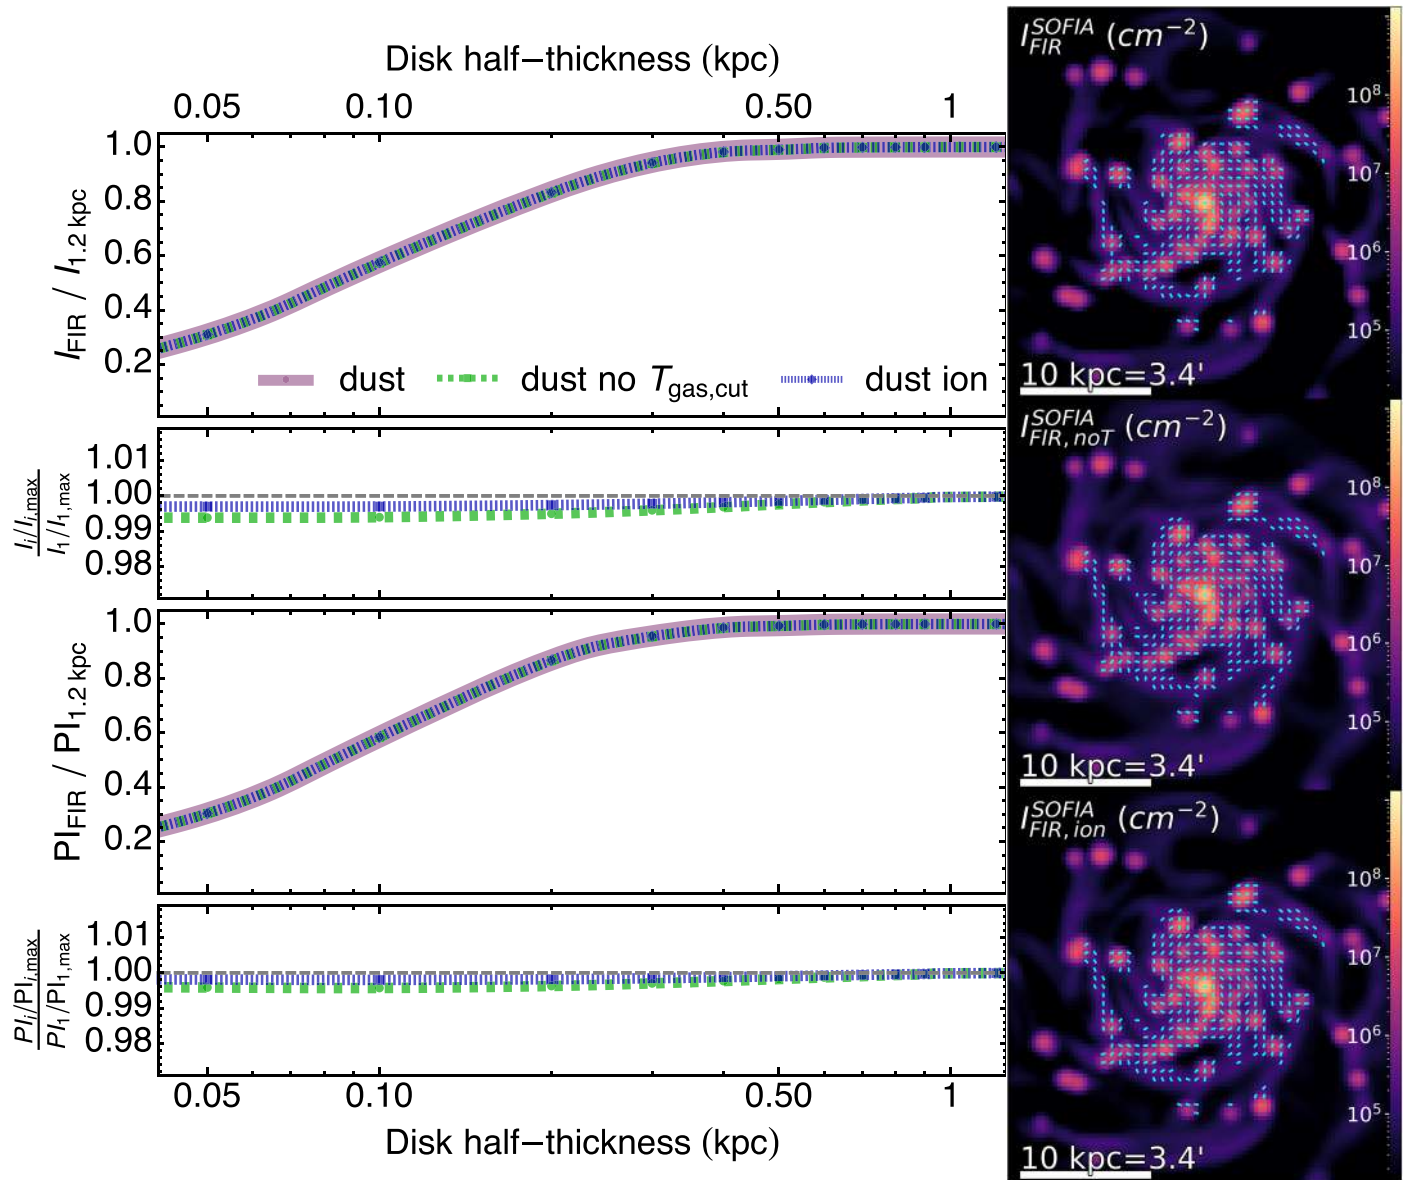 Disk half−thickness (kpc)
0.05 0.10 0.50 1
I_FIR / I_1.2 kpc
1.0
0.8
0.6
0.4
0.2
dust dust no T_gas,cut dust ion
I_i/I_i,max
I_1/I_1,max
1.01
1.00
0.99
0.98
PI_FIR / PI_1.2 kpc
1.0
0.8
0.6
0.4
0.2
PI_i/PI_i,max
PI_1/PI_1,max
1.01
1.00
0.99
0.98
0.05 0.10 0.50 1
Disk half−thickness (kpc)
I_FIR^SOFIA (cm^−2)
10^8
10^7
10^6
10^5
10 kpc=3.4'
I_FIR, noT^SOFIA (cm^−2)
10^8
10^7
10^6
10^5
10 kpc=3.4'
I_FIR, ion^SOFIA (cm^−2)
10^8
10^7
10^6
10^5
10 kpc=3.4'